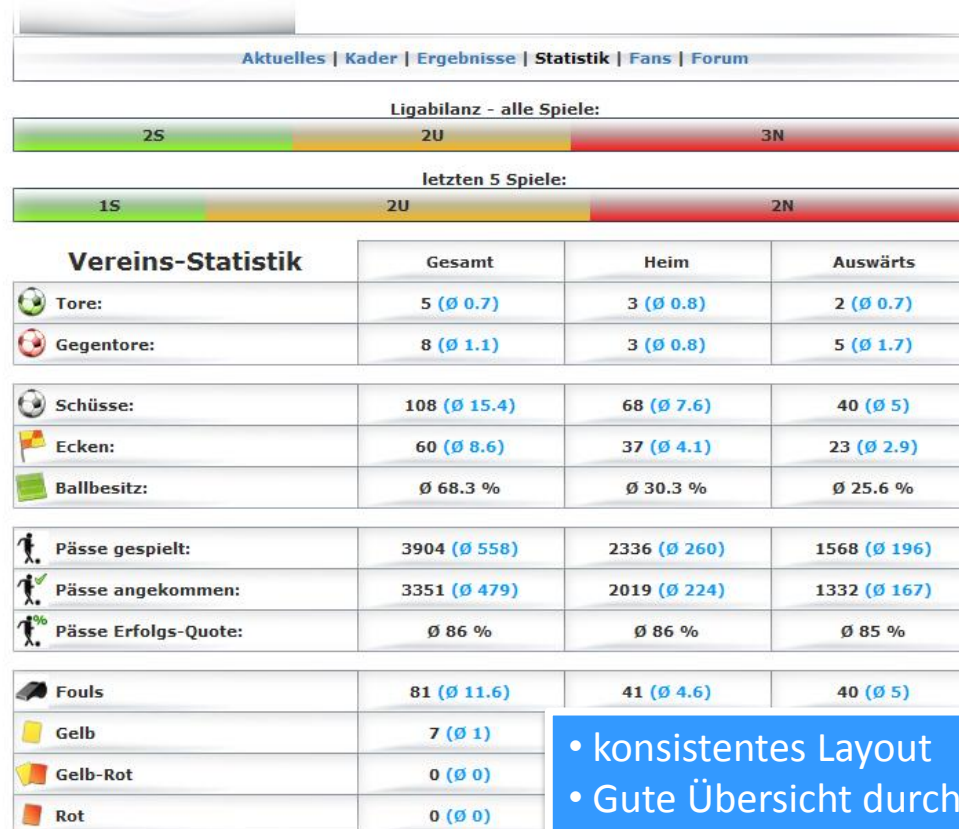 Aktuelles | Kader | Ergebnisse | Statistik | Fans | Forum
Ligabilanz - alle Spiele:
2S 2U 3N
letzten 5 Spiele:
1S 2U 2N
Vereins-Statistik Gesamt Heim Auswärts
Tore: 5 (Ø 0.7) 3 (Ø 0.8) 2 (Ø 0.7)
Gegentore: 8 (Ø 1.1) 3 (Ø 0.8) 5 (Ø 1.7)
Schüsse: 108 (Ø 15.4) 68 (Ø 7.6) 40 (Ø 5)
Ecken: 60 (Ø 8.6) 37 (Ø 4.1) 23 (Ø 2.9)
Ballbesitz: Ø 68.3 % Ø 30.3 % Ø 25.6 %
Pässe gespielt: 3904 (Ø 558) 2336 (Ø 260) 1568 (Ø 196)
Pässe angekommen: 3351 (Ø 479) 2019 (Ø 224) 1332 (Ø 167)
% Pässe Erfolgs-Quote: Ø 86 % Ø 86 % Ø 85 %
Fouls 81 (Ø 11.6) 41 (Ø 4.6) 40 (Ø 5)
Gelb 7 (Ø 1)
Gelb-Rot 0 (Ø 0)
Rot 0 (Ø 0)
• konsistentes Layout
• Gute Übersicht durch